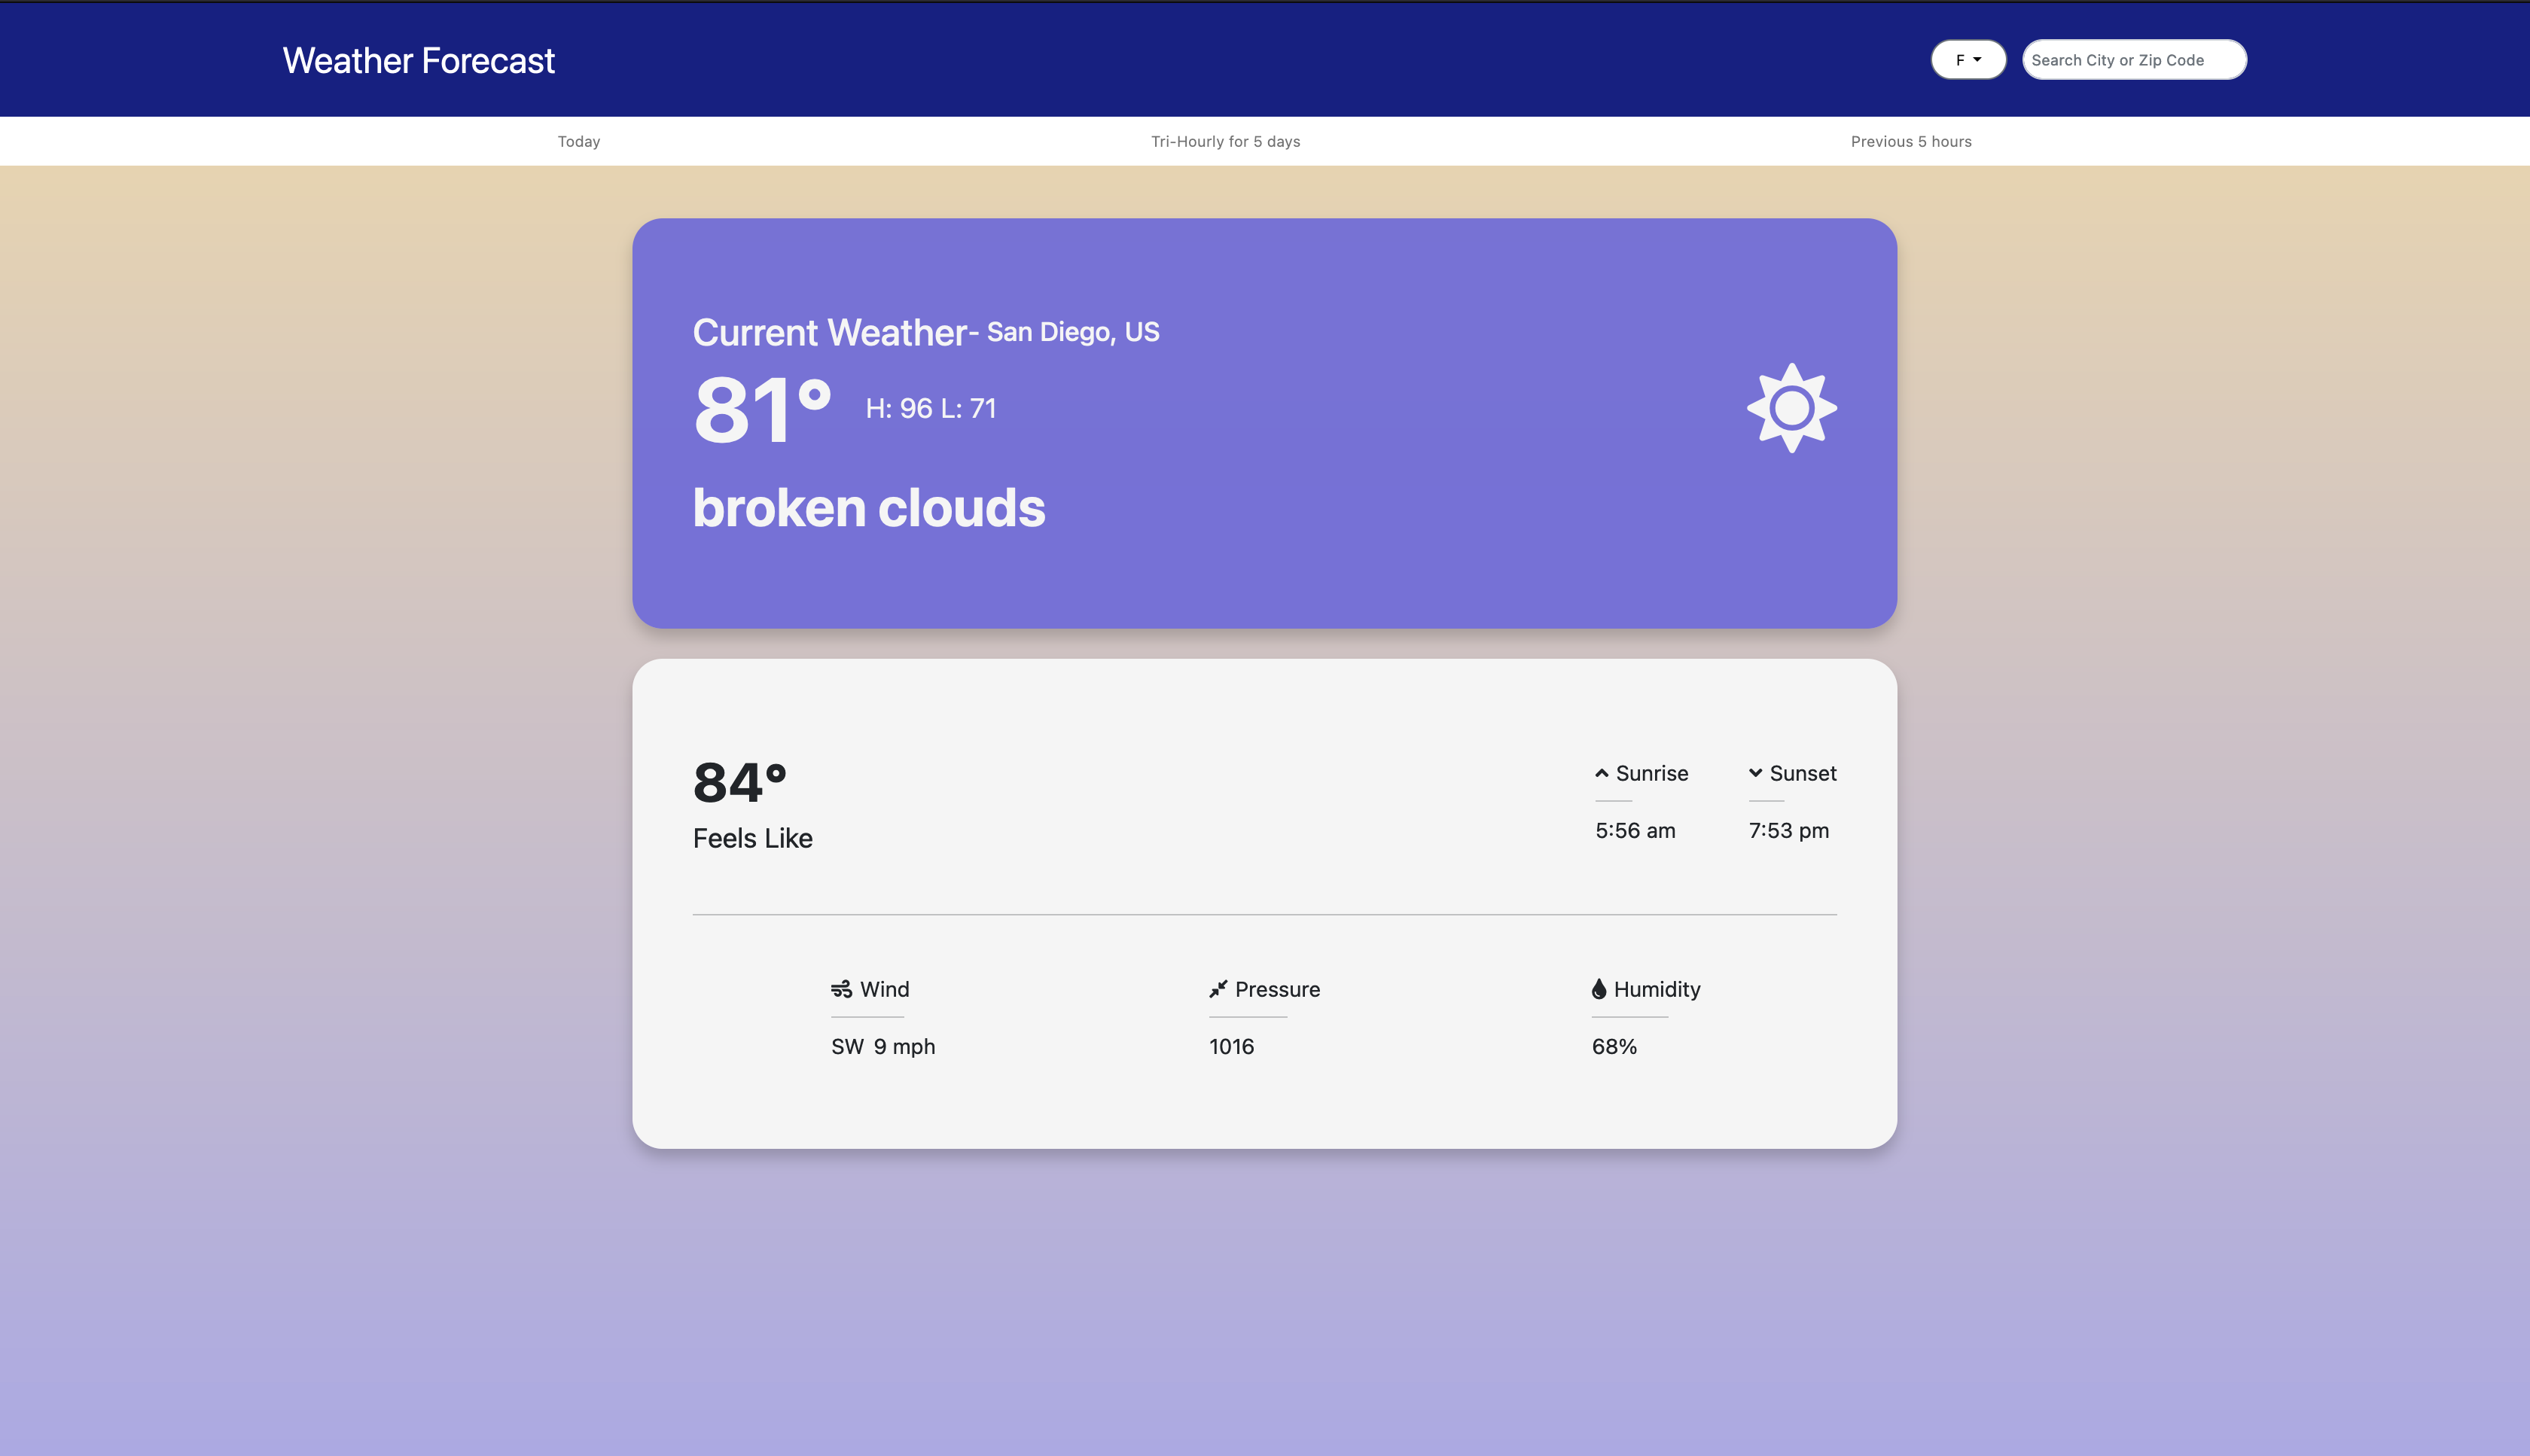 Weather Forecast
F
Search City or Zip Code
Today
Tri-Hourly for 5 days
Previous 5 hours
Current Weather- San Diego, US
81° H: 96 L: 71
broken clouds
84°
Feels Like
Sunrise
5:56 am
Sunset
7:53 pm
Wind
SW 9 mph
Pressure
1016
Humidity
68%